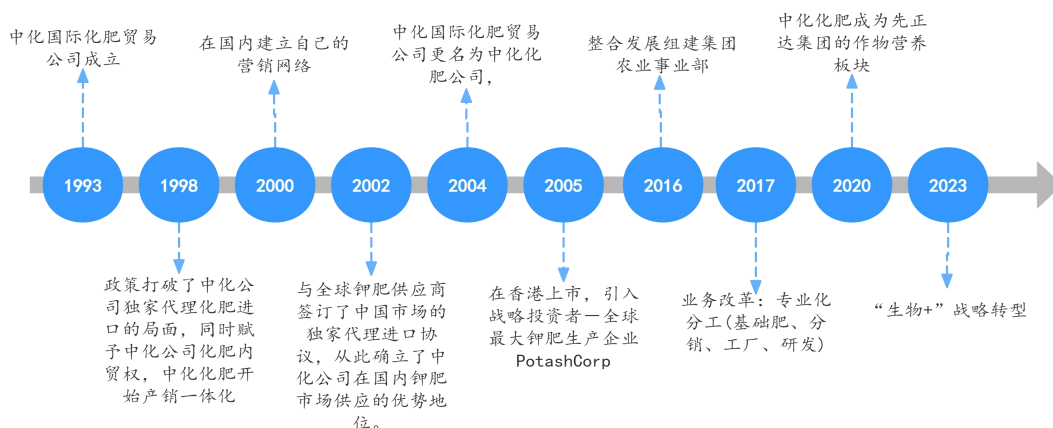 中化国际化肥贸易
公司成立
在国内建立自己的
营销网络
中化国际化肥贸易
公司更名为中化化
肥公司，
整合发展组建集团
农业事业部
中化化肥成为先正
达集团的作物营养
板块
1993
1998
2000
2002
2004
2005
2016
2017
2020
2023
政策打破了中化公
司独家代理化肥进
口的局面，同时赋
予中化公司化肥内
贸权，中化化肥开
始产销一体化
与全球钾肥供应商
签订了中国市场的
独家代理进口协
议，从此确立了中
化公司在国内钾肥
市场供应的优势地
位。
在香港上市，引入
战略投资者—全球
最大钾肥生产企业
PotashCorp
业务改革：专业化
分工(基础肥、分
销、工厂、研发)
“生物+”战略转型